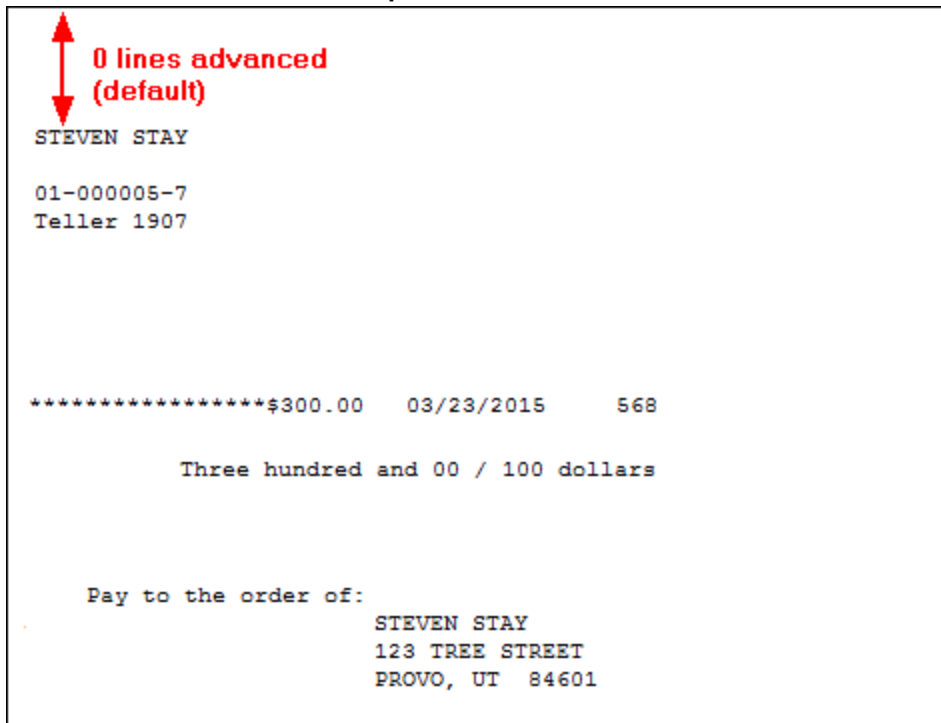 0 lines advanced
(default)
STEVEN STAY
01-000005-7
Teller 1907
*****************$300.00 03/23/2015 568
Three hundred and 00 / 100 dollars
Pay to the order of:
STEVEN STAY
123 TREE STREET
PROVO, UT 84601